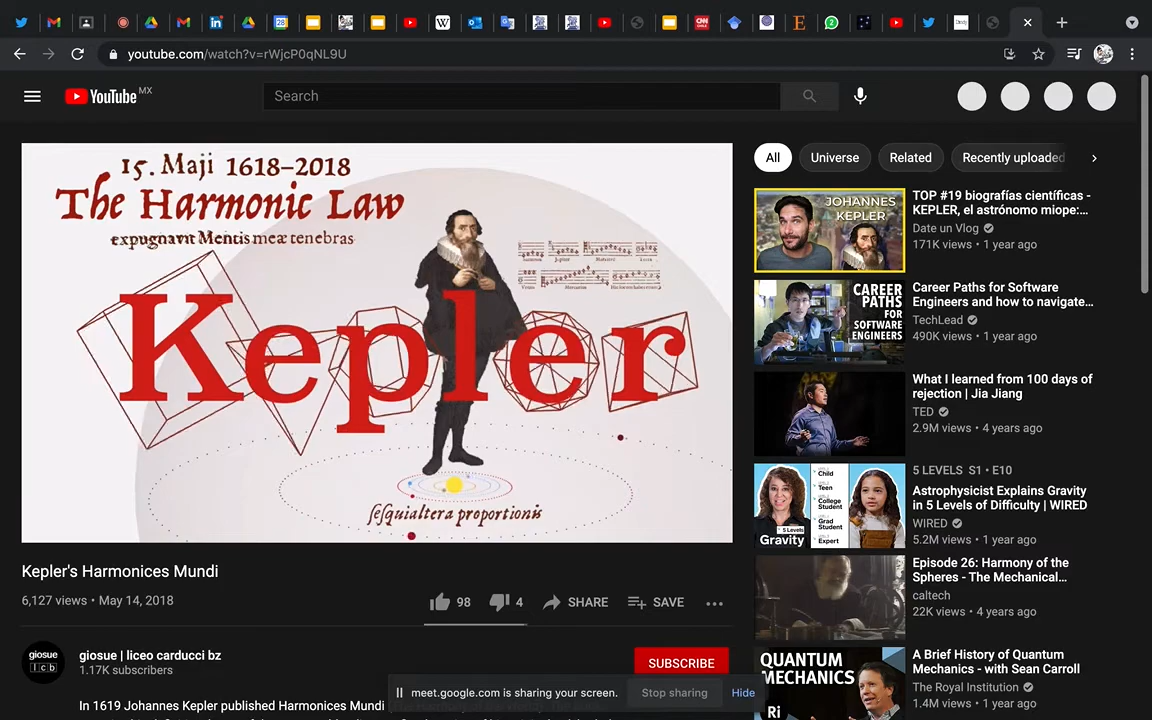 youtube.com/watch?v=rWjcP0qNL9U
YouTube MX
Search
15. Maji 1618-2018
The Harmonic Law
expugnavit Mentis meæ tenebras
Kepler
sesquialtera proportionis
Kepler's Harmonices Mundi
6,127 views • May 14, 2018
98
4
SHARE
SAVE
giosue
lcb
giosue | liceo carducci bz
1.17K subscribers
SUBSCRIBE
In 1619 Johannes Kepler published Harmonices Mundi
meet.google.com is sharing your screen.
Stop sharing
Hide
All
Universe
Related
Recently uploaded
JOHANNES
KEPLER
TOP #19 biografías científicas -
KEPLER, el astrónomo miope:...
Date un Vlog
171K views • 1 year ago
CAREER
PATHS
FOR
SOFTWARE
ENGINEERS
Career Paths for Software
Engineers and how to navigate...
TechLead
490K views • 1 year ago
What I learned from 100 days of
rejection | Jia Jiang
TED
2.9M views • 4 years ago
Child
Teen
College
Student
Grad
Student
Expert
5 Levels
Gravity
5 LEVELS S1 • E10
Astrophysicist Explains Gravity
in 5 Levels of Difficulty | WIRED
WIRED
5.2M views • 1 year ago
Episode 26: Harmony of the
Spheres - The Mechanical...
caltech
22K views • 4 years ago
QUANTUM
MECHANICS
Ri
A Brief History of Quantum
Mechanics - with Sean Carroll
The Royal Institution
1.4M views • 1 year ago